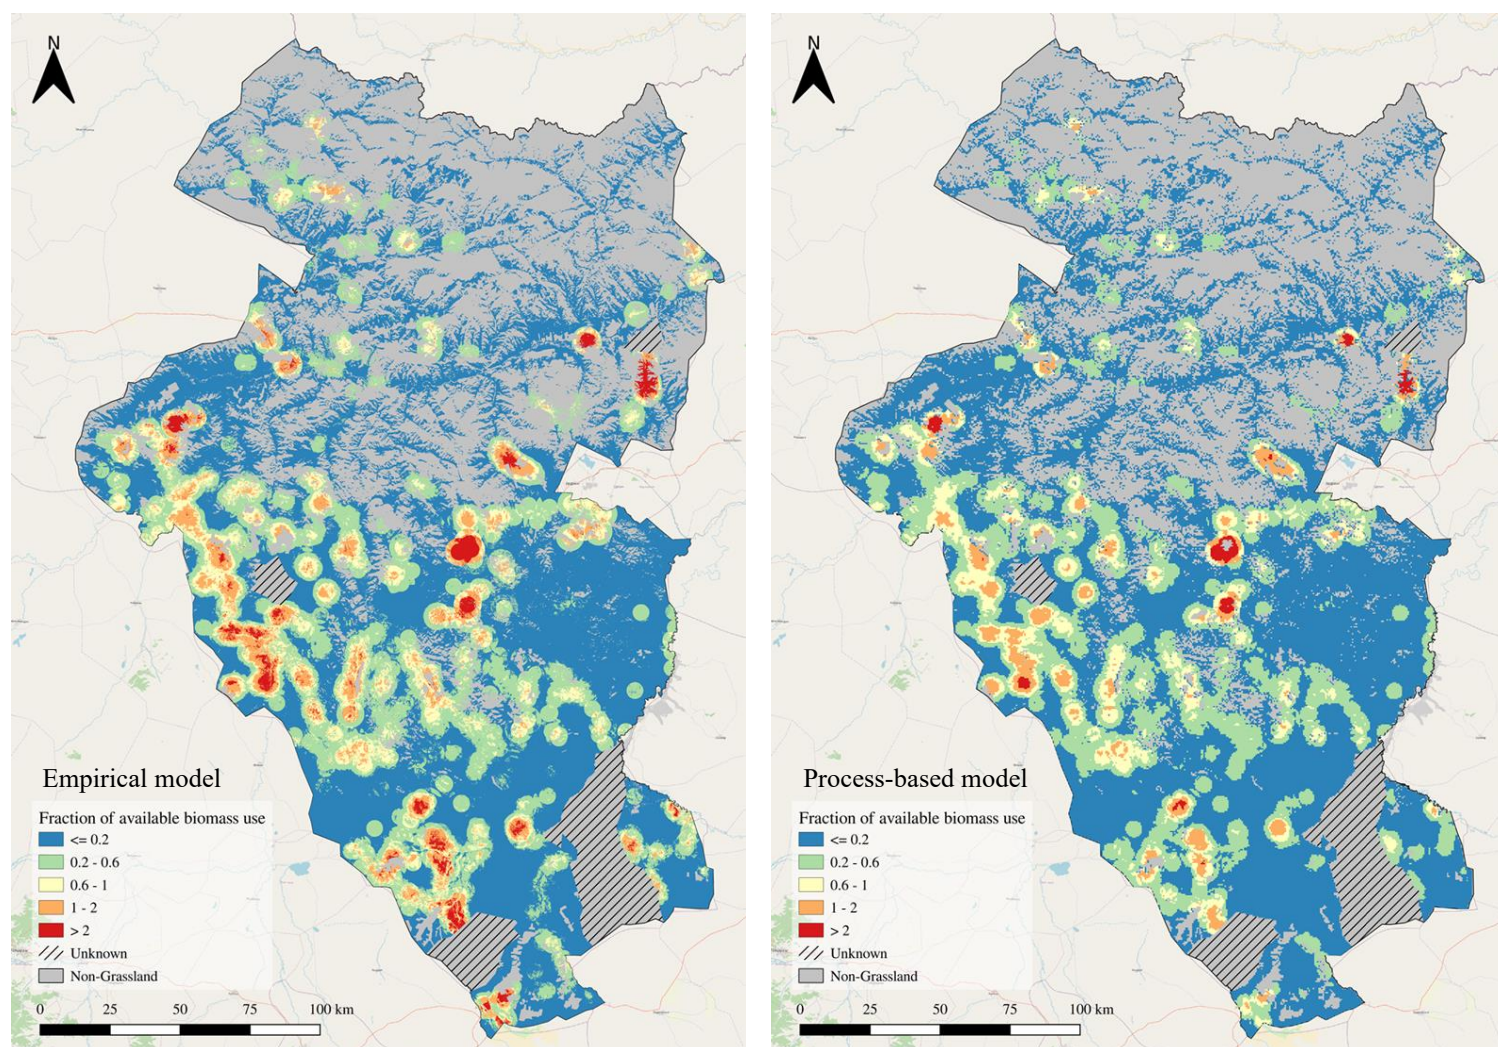 N
Empirical model
Fraction of available biomass use
<= 0.2
0.2 - 0.6
0.6 - 1
1 - 2
> 2
Unknown
Non-Grassland
0 25 50 75 100 km
N
Process-based model
Fraction of available biomass use
<= 0.2
0.2 - 0.6
0.6 - 1
1 - 2
> 2
Unknown
Non-Grassland
0 25 50 75 100 km